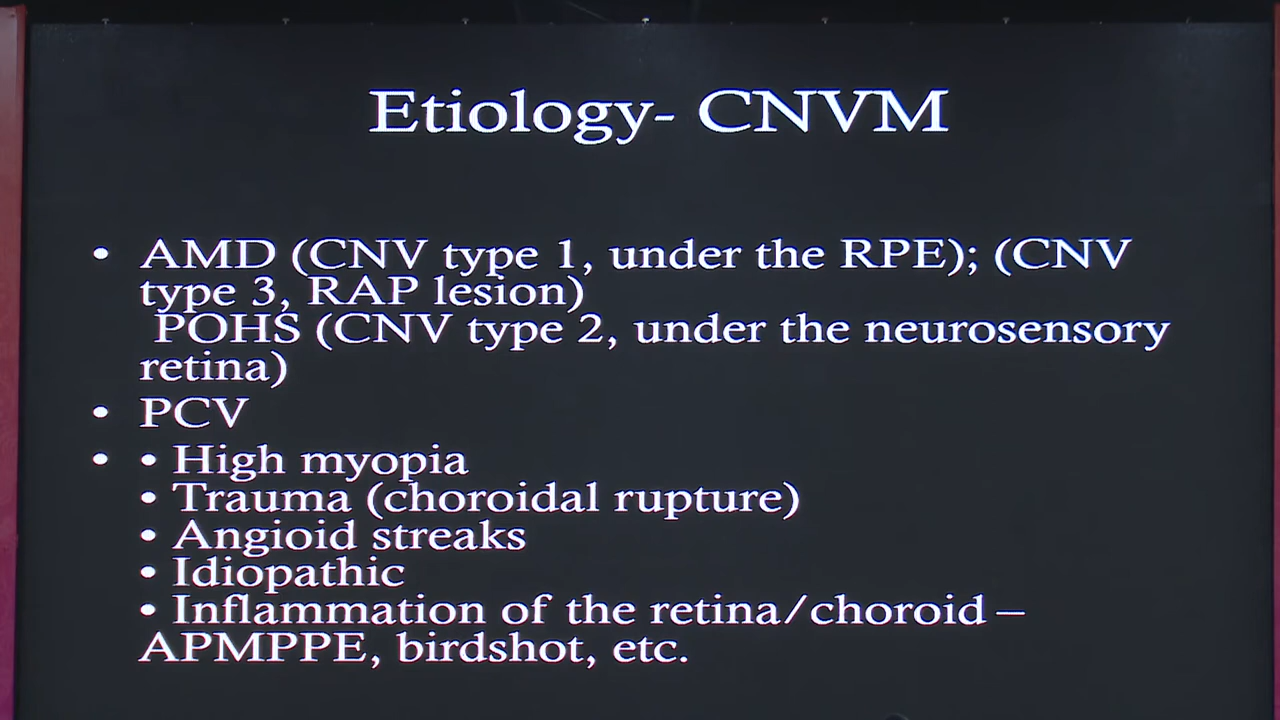 Etiology- CNVM
• AMD (CNV type 1, under the RPE); (CNV
type 3, RAP lesion)
POHS (CNV type 2, under the neurosensory
retina)
• PCV
• • High myopia
• Trauma (choroidal rupture)
• Angioid streaks
• Idiopathic
• Inflammation of the retina/choroid –
APMPPE, birdshot, etc.